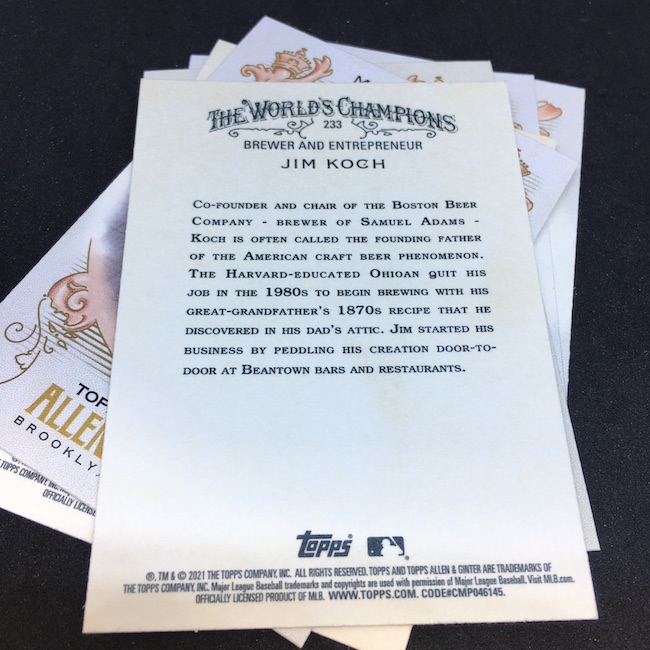 THE WORLD'S CHAMPIONS
233
BREWER AND ENTREPRENEUR
JIM KOCH
CO-FOUNDER AND CHAIR OF THE BOSTON BEER
COMPANY - BREWER OF SAMUEL ADAMS -
KOCH IS OFTEN CALLED THE FOUNDING FATHER
OF THE AMERICAN CRAFT BEER PHENOMENON.
THE HARVARD-EDUCATED OHIOAN QUIT HIS
JOB IN THE 1980S TO BEGIN BREWING WITH HIS
GREAT-GRANDFATHER'S 1870S RECIPE THAT HE
DISCOVERED IN HIS DAD'S ATTIC. JIM STARTED HIS
BUSINESS BY PEDDLING HIS CREATION DOOR-TO-
DOOR AT BEANTOWN BARS AND RESTAURANTS.
Topps
®, TM & © 2021 THE TOPPS COMPANY, INC. ALL RIGHTS RESERVED. TOPPS AND TOPPS ALLEN & GINTER ARE TRADEMARKS OF
THE TOPPS COMPANY, INC. Major League Baseball trademarks and copyrights are used with permission of Major League Baseball. Visit MLB.com.
OFFICIALLY LICENSED PRODUCT OF MLB. WWW.TOPPS.COM. CODE#CMP046145.
TOP
ALLEN
BROOKLY
TOPPS COMPANY, INC.
OFFICIALLY LICENSE